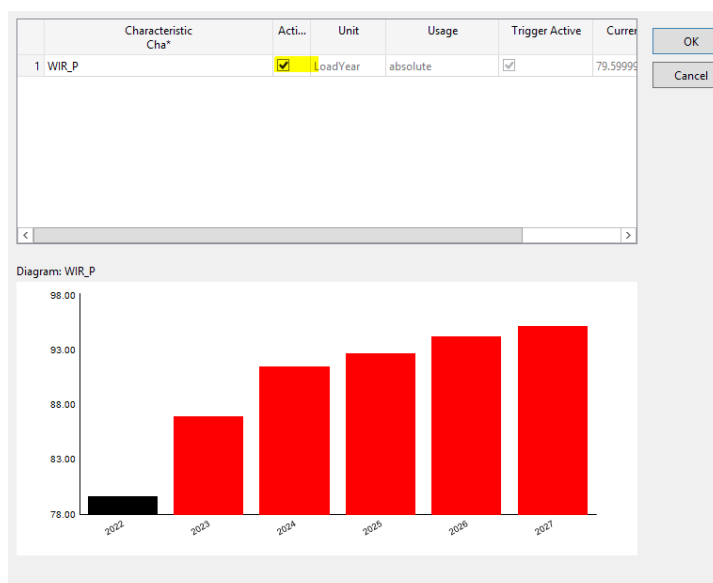 Characteristic Acti... Unit Usage Trigger Active Currer
Cha*
OK
1 WIR_P LoadYear absolute 79.59999
Cancel
Diagram: WIR_P
98.00
93.00
88.00
83.00
78.00
2022 2023 2024 2025 2026 2027